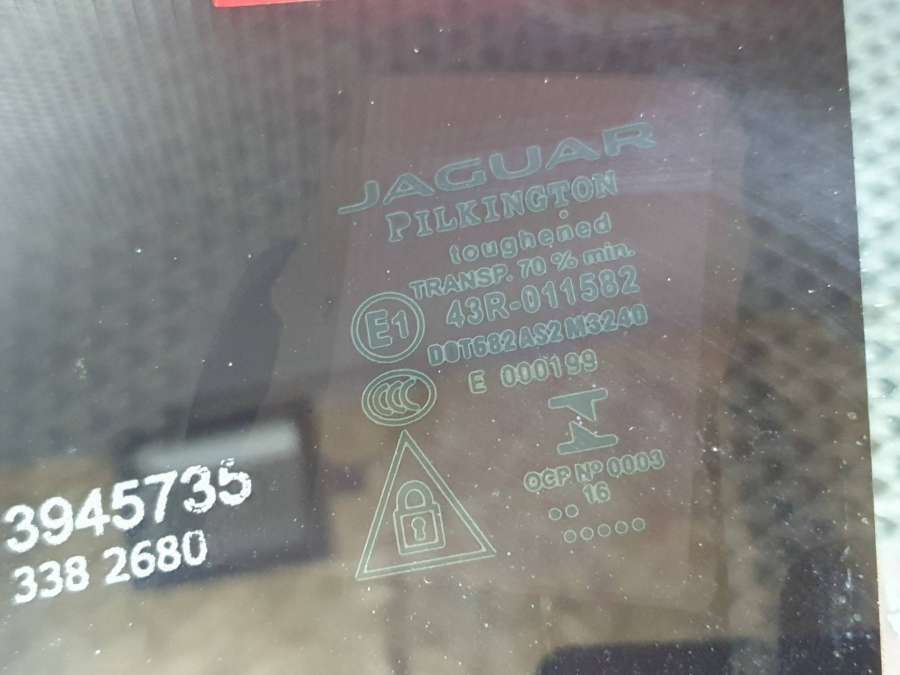 JAGUAR
PILKINGTON
toughened
TRANSP. 70 % min.
E1
43R-011582
DOT682 AS2 M3240
E 000199
CCC
OCP Nº 0003
16
3945735
338 2680